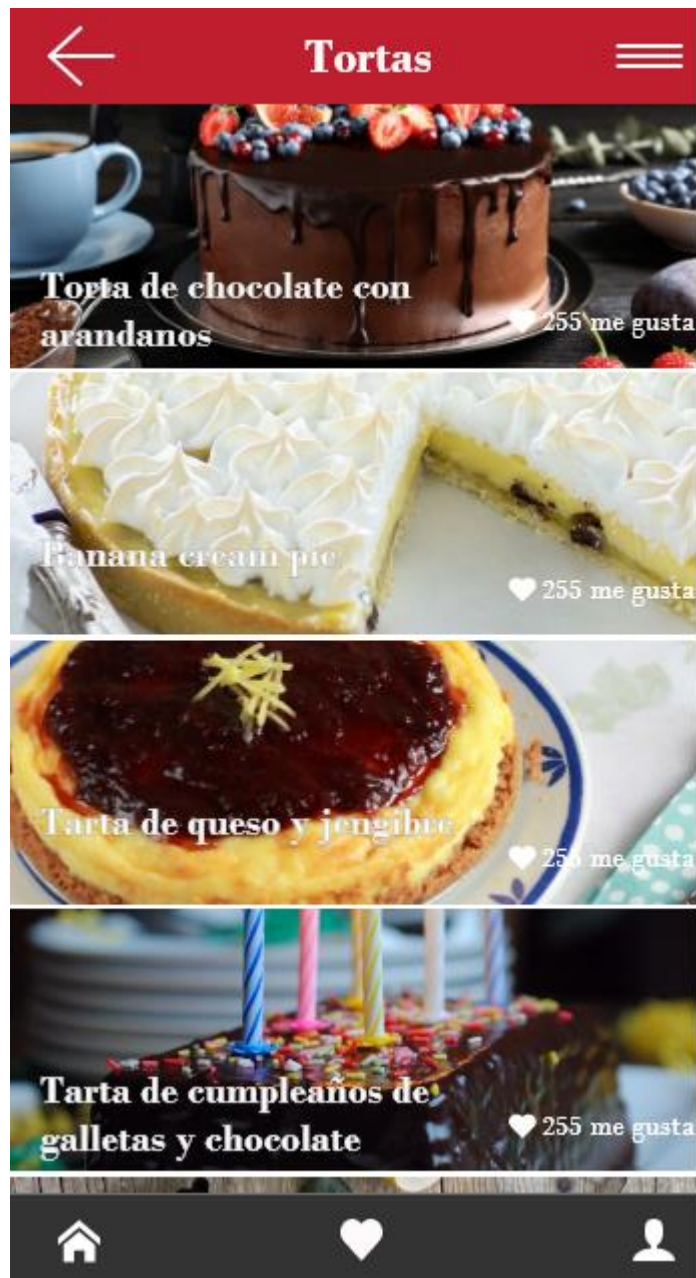 Tortas
Torta de chocolate con
arandanos
255 me gusta
Banana cream pie
255 me gusta
Tarta de queso y jengibre
255 me gusta
Tarta de cumpleaños de
galletas y chocolate
255 me gusta